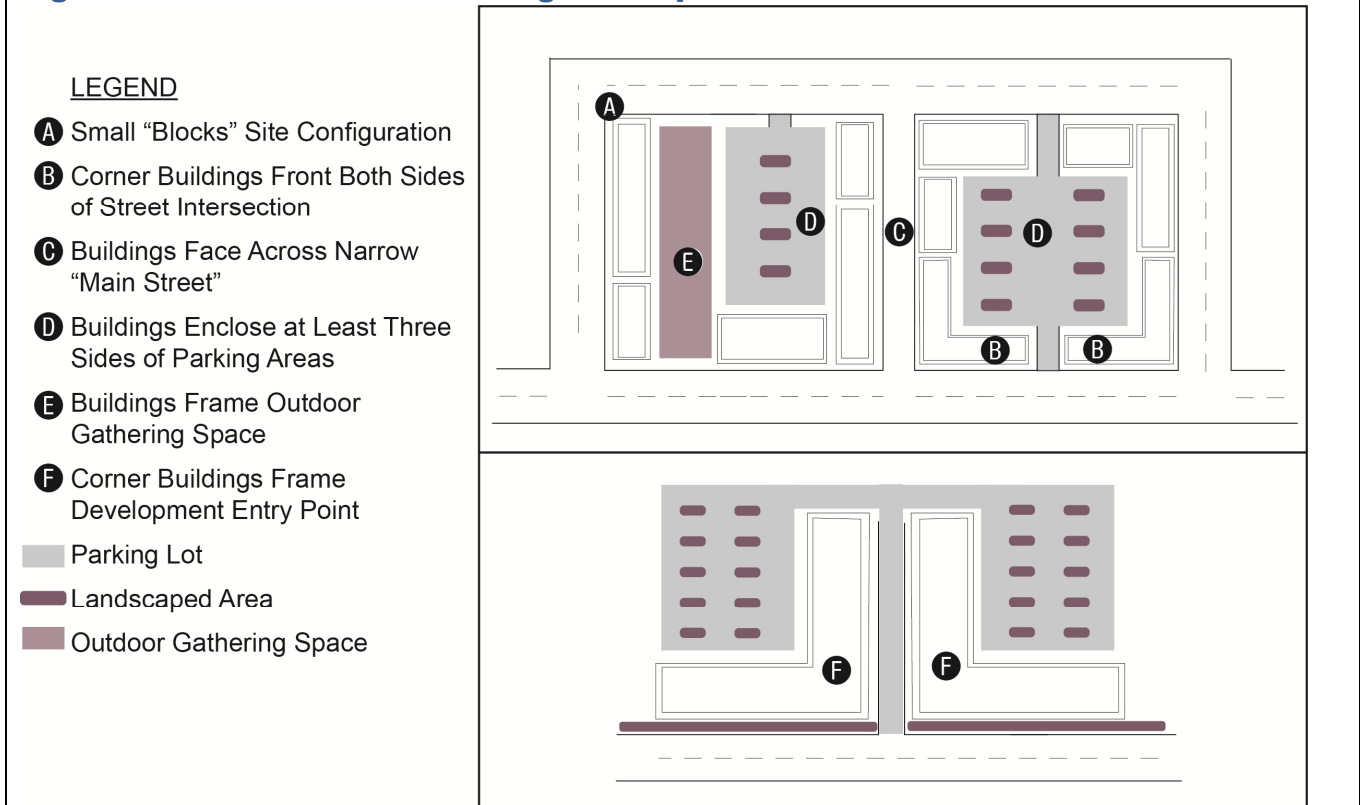 LEGEND
A Small “Blocks” Site Configuration
B Corner Buildings Front Both Sides
of Street Intersection
C Buildings Face Across Narrow
“Main Street”
D Buildings Enclose at Least Three
Sides of Parking Areas
E Buildings Frame Outdoor
Gathering Space
F Corner Buildings Frame
Development Entry Point
Parking Lot
Landscaped Area
Outdoor Gathering Space
A
D
C
D
E
B B
F F